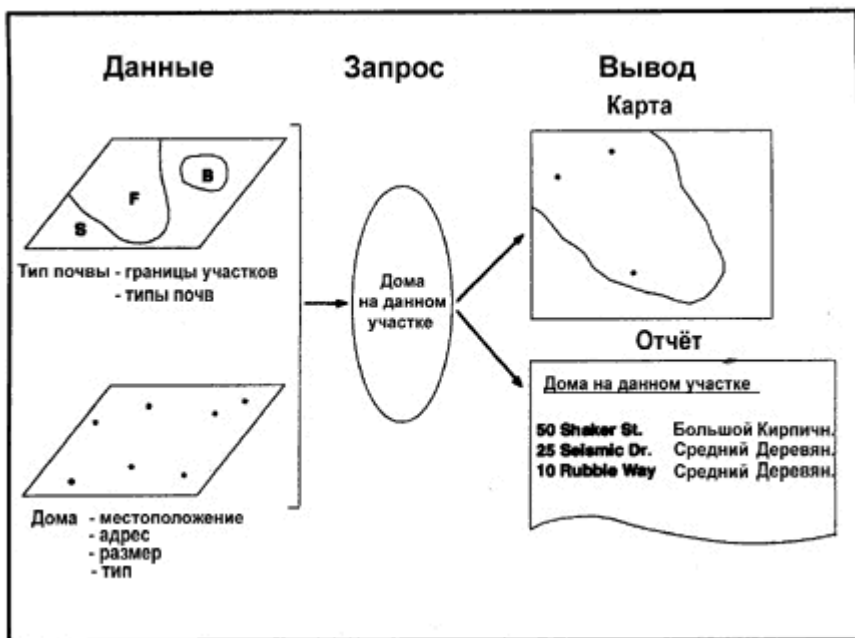 Данные
Запрос
Вывод
Карта
S
F
B
Тип почвы - границы участков
- типы почв
Дома
на данном
участке
Отчёт
Дома на данном участке
50 Shaker St. Большой Кирпичн.
25 Seismic Dr. Средний Деревян.
10 Rubble Way Средний Деревян.
Дома - местоположение
- адрес
- размер
- тип